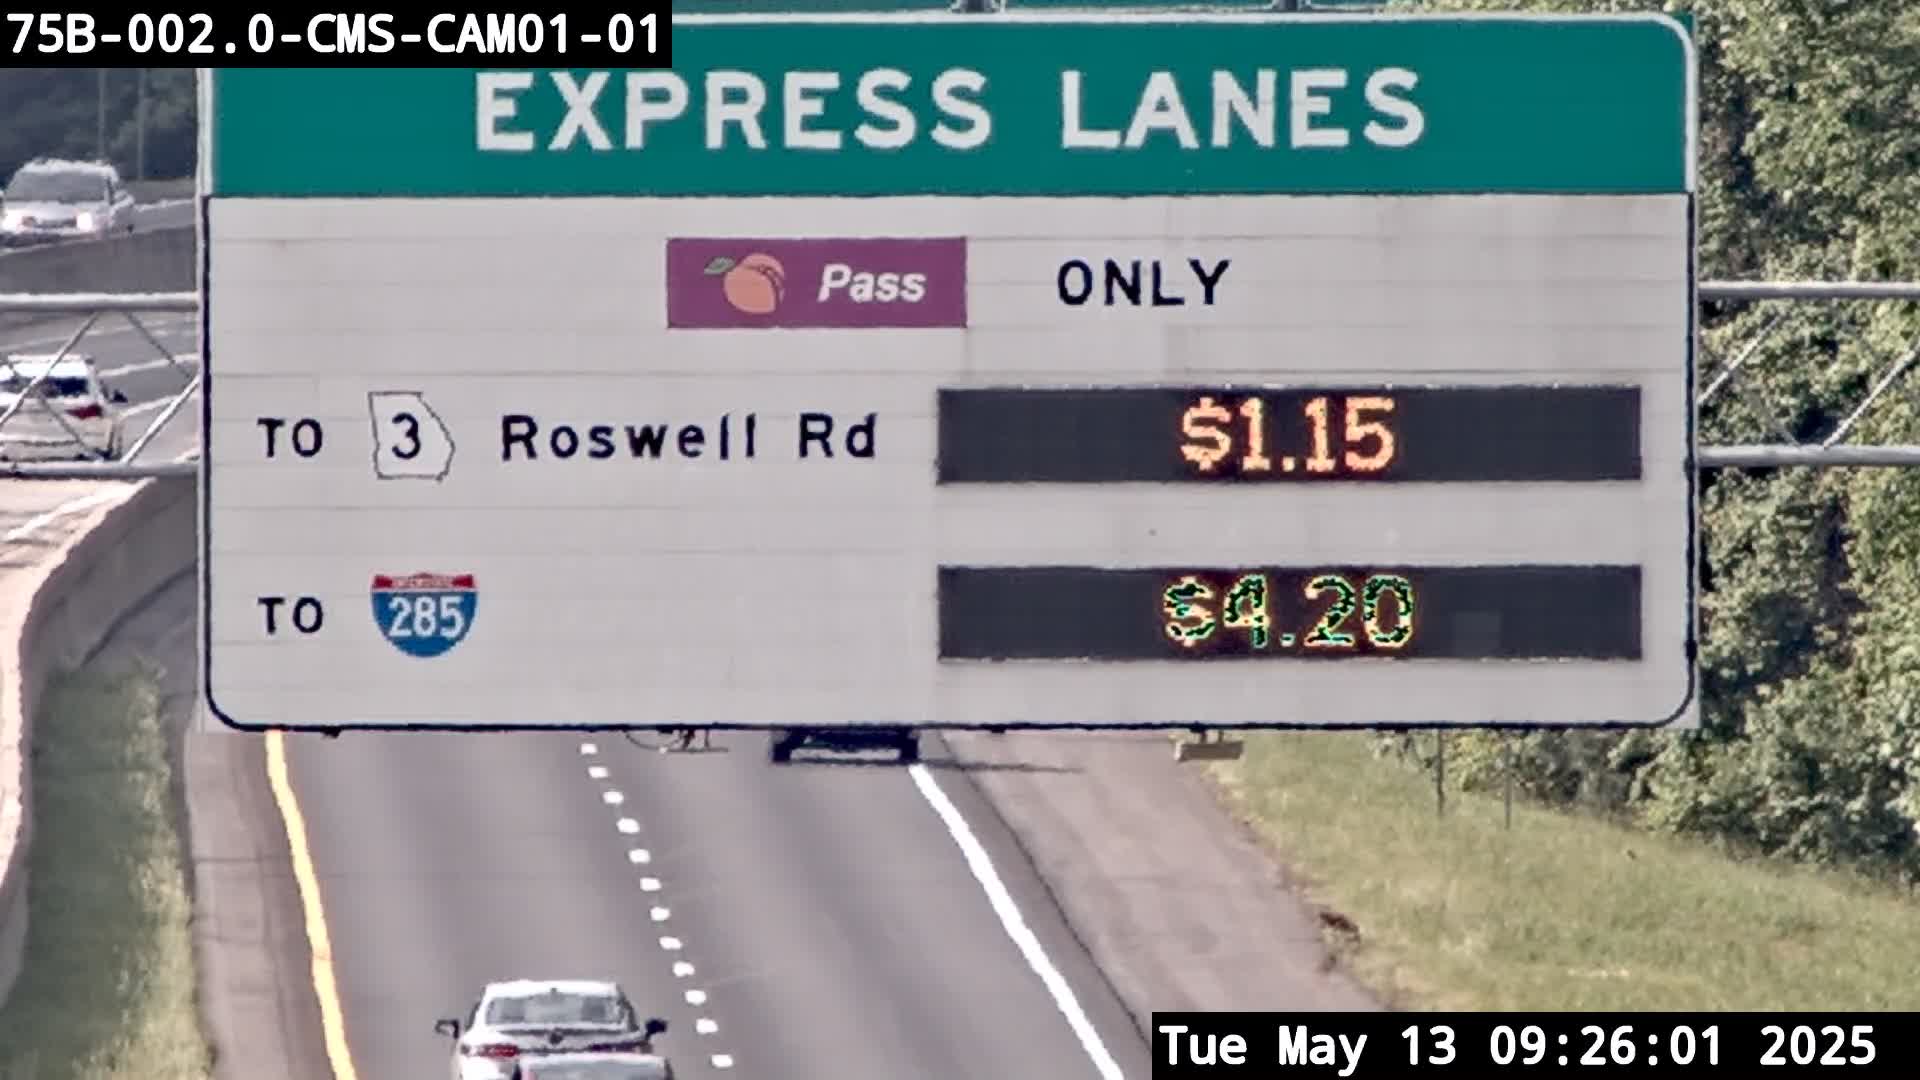 75B-002.0-CMS-CAM01-01
EXPRESS LANES
Pass ONLY
TO 3 Roswell Rd $1.15
TO 285 $4.20
Tue May 13 09:26:01 2025